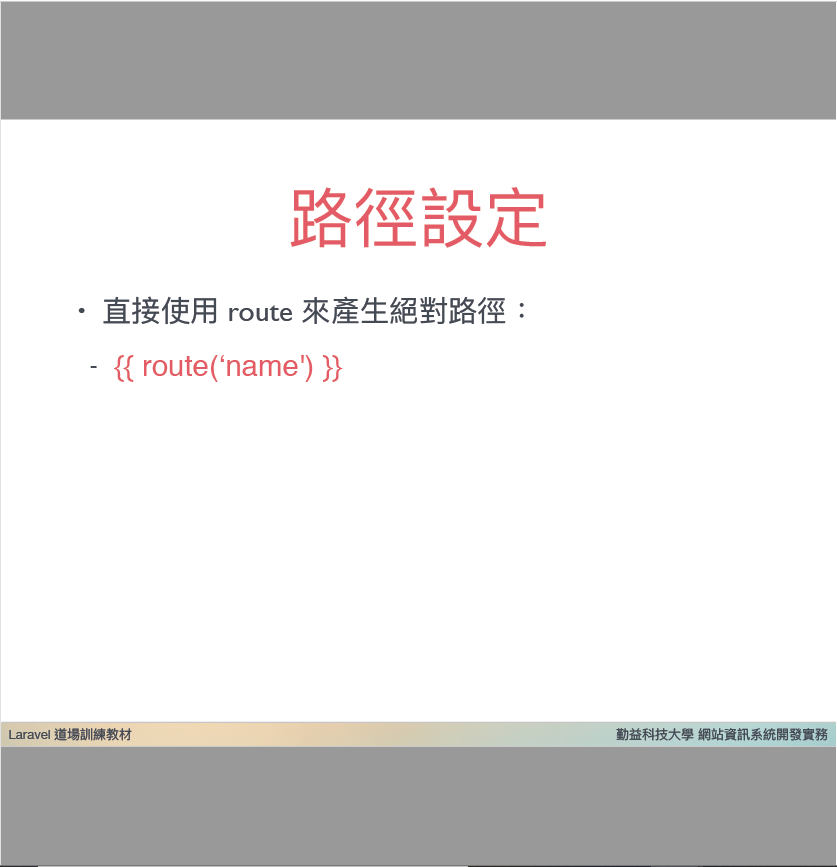 路徑設定
• 直接使用 route 來產生絕對路徑：
- {{ route(‘name') }}
Laravel 道場訓練教材
勤益科技大學 網站資訊系統開發實務